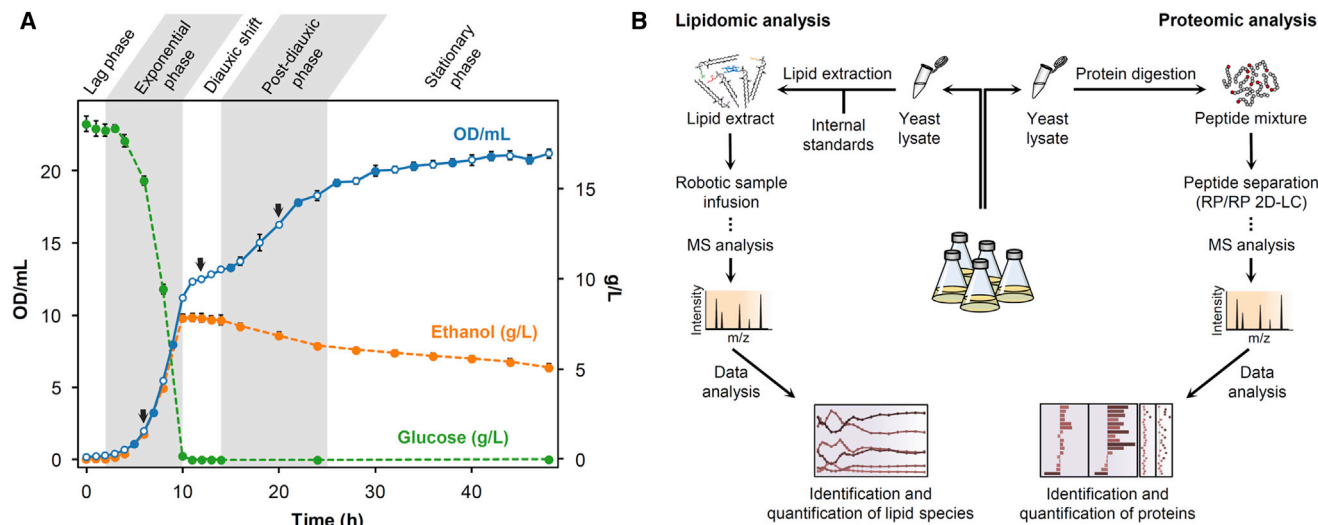 A
Lag phase
Exponential
phase
Diauxic shift
Post-diauxic
phase
Stationary
phase
OD/mL
20
15
10
5
0
OD/mL
Ethanol (g/L)
Glucose (g/L)
15
10
5
0
g/L
0
10
20
30
40
Time (h)
B
Lipidomic analysis
Proteomic analysis
Lipid extraction
Protein digestion
Lipid extract
Internal
standards
Yeast
lysate
Yeast
lysate
Peptide mixture
Robotic sample
infusion
Peptide separation
(RP/RP 2D-LC)
MS analysis
MS analysis
Intensity
m/z
Intensity
m/z
Data
analysis
Data
analysis
Identification and
quantification of lipid species
Identification and
quantification of proteins